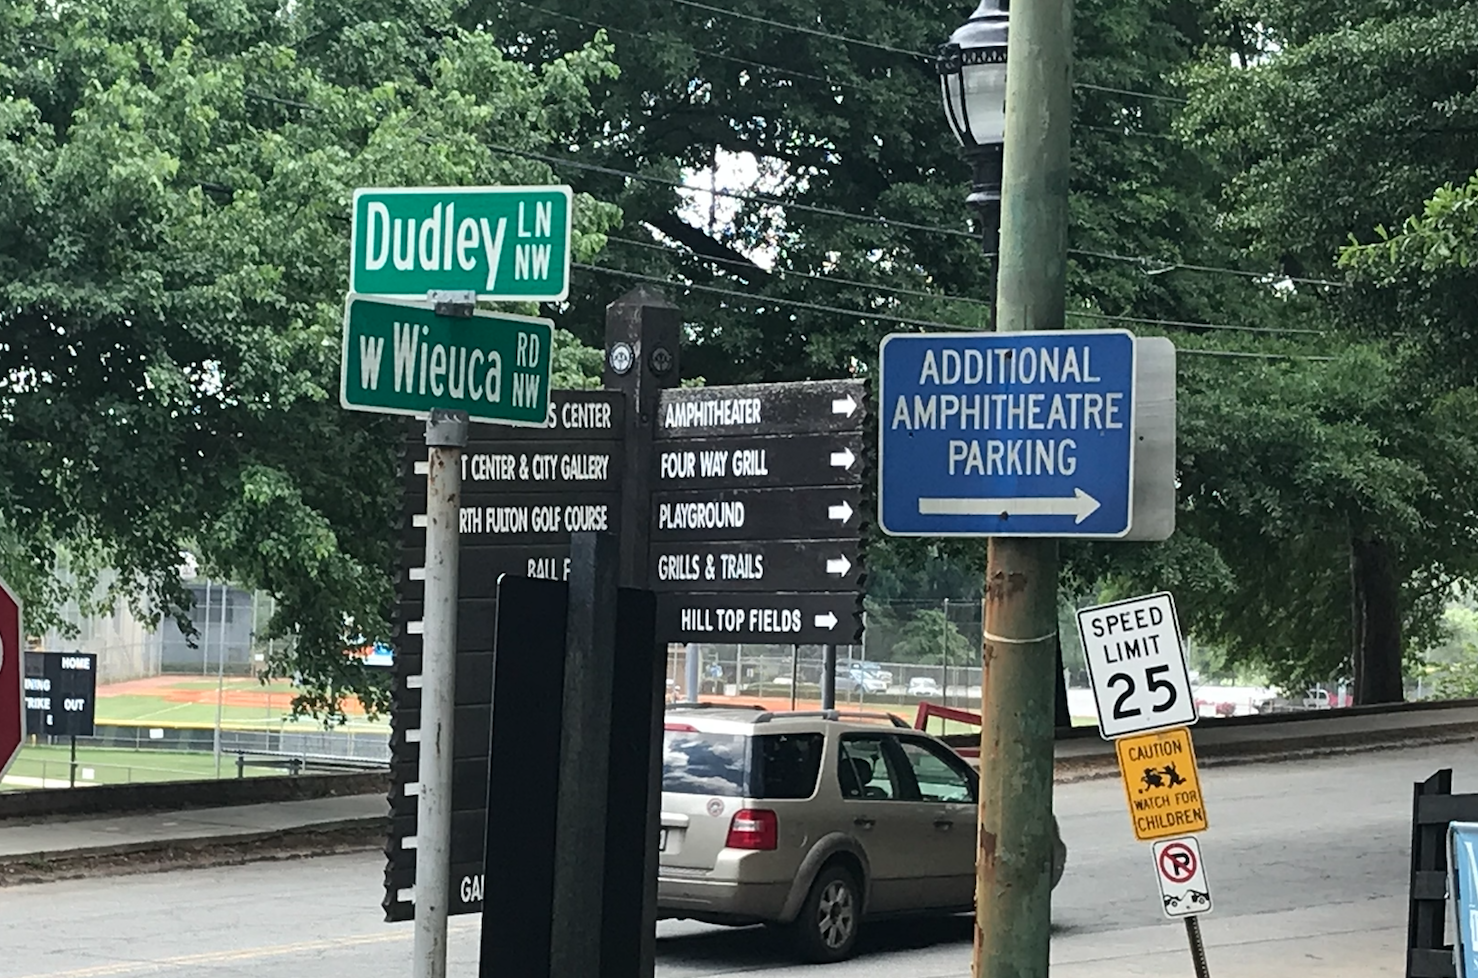 Dudley LN NW
W Wieuca RD NW
CENTER
CENTER & CITY GALLERY
FULTON GOLF COURSE
BALL
AMPHITHEATER
FOUR WAY GRILL
PLAYGROUND
GRILLS & TRAILS
HILL TOP FIELDS
ADDITIONAL
AMPHITHEATRE
PARKING
SPEED
LIMIT
25
CAUTION
WATCH FOR
CHILDREN
P
HOME
OUT